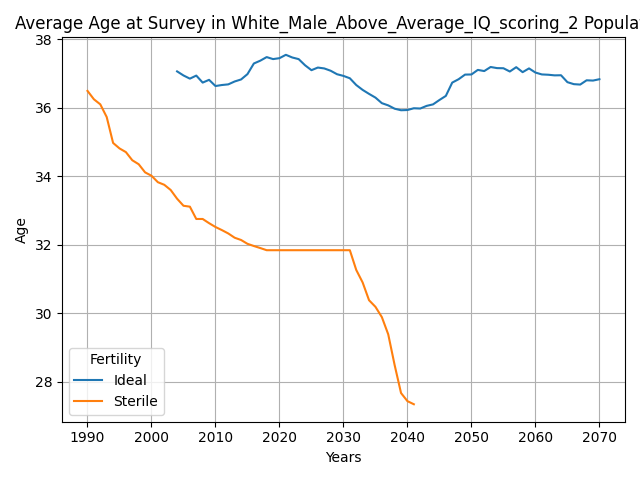 Average Age at Survey in White_Male_Above_Average_IQ_scoring_2 Popula
38
36
34
32
30
28
Age
Fertility
Ideal
Sterile
1990 2000 2010 2020 2030 2040 2050 2060 2070
Years